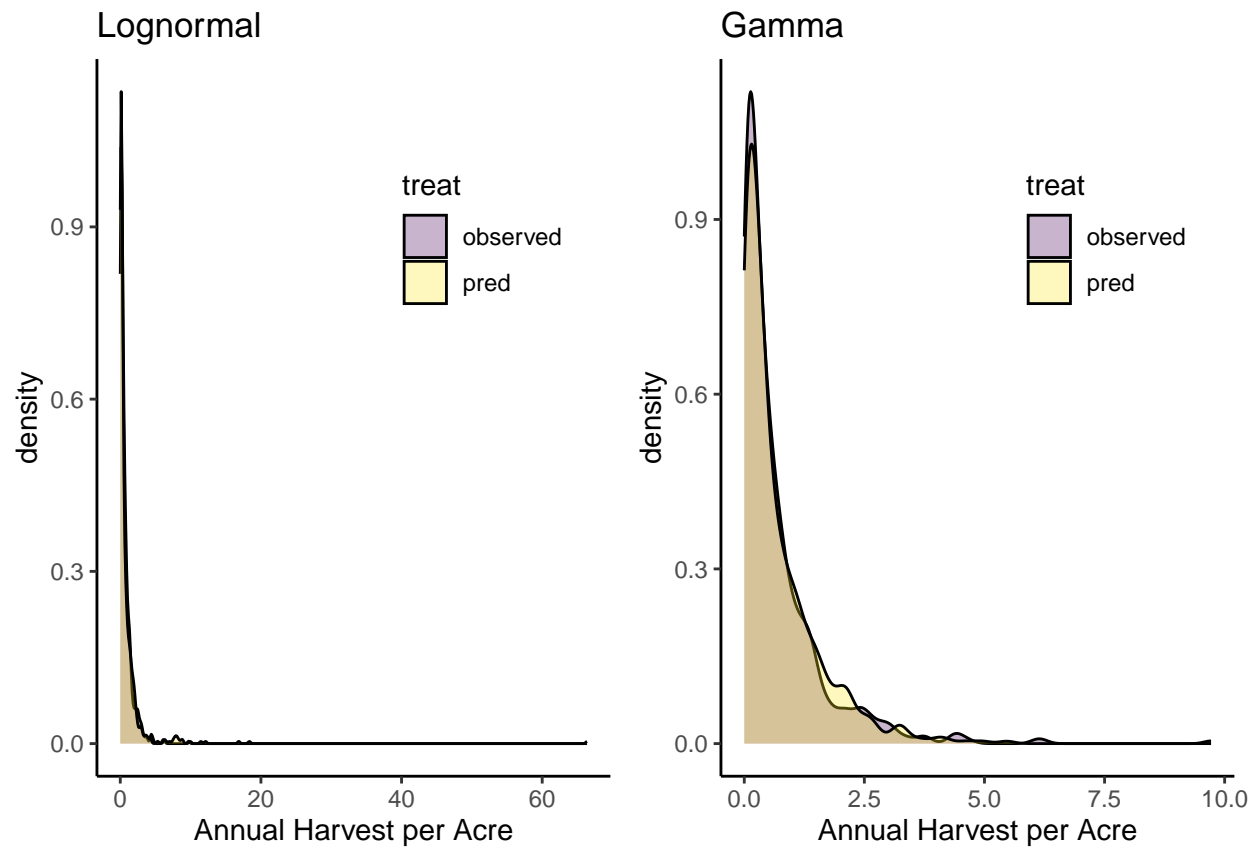 Lognormal
density
0.9
0.6
0.3
0.0
treat
observed
pred
0
20
40
60
Annual Harvest per Acre
Gamma
density
0.9
0.6
0.3
0.0
treat
observed
pred
0.0
2.5
5.0
7.5
10.0
Annual Harvest per Acre